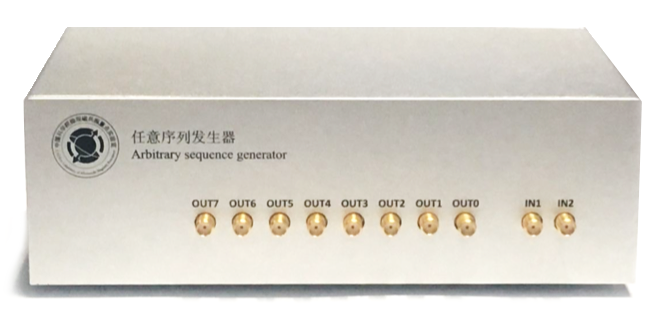 任意序列发生器
Arbitrary sequence generator
OUT7 OUT6 OUT5 OUT4 OUT3 OUT2 OUT1 OUT0 IN1 IN2